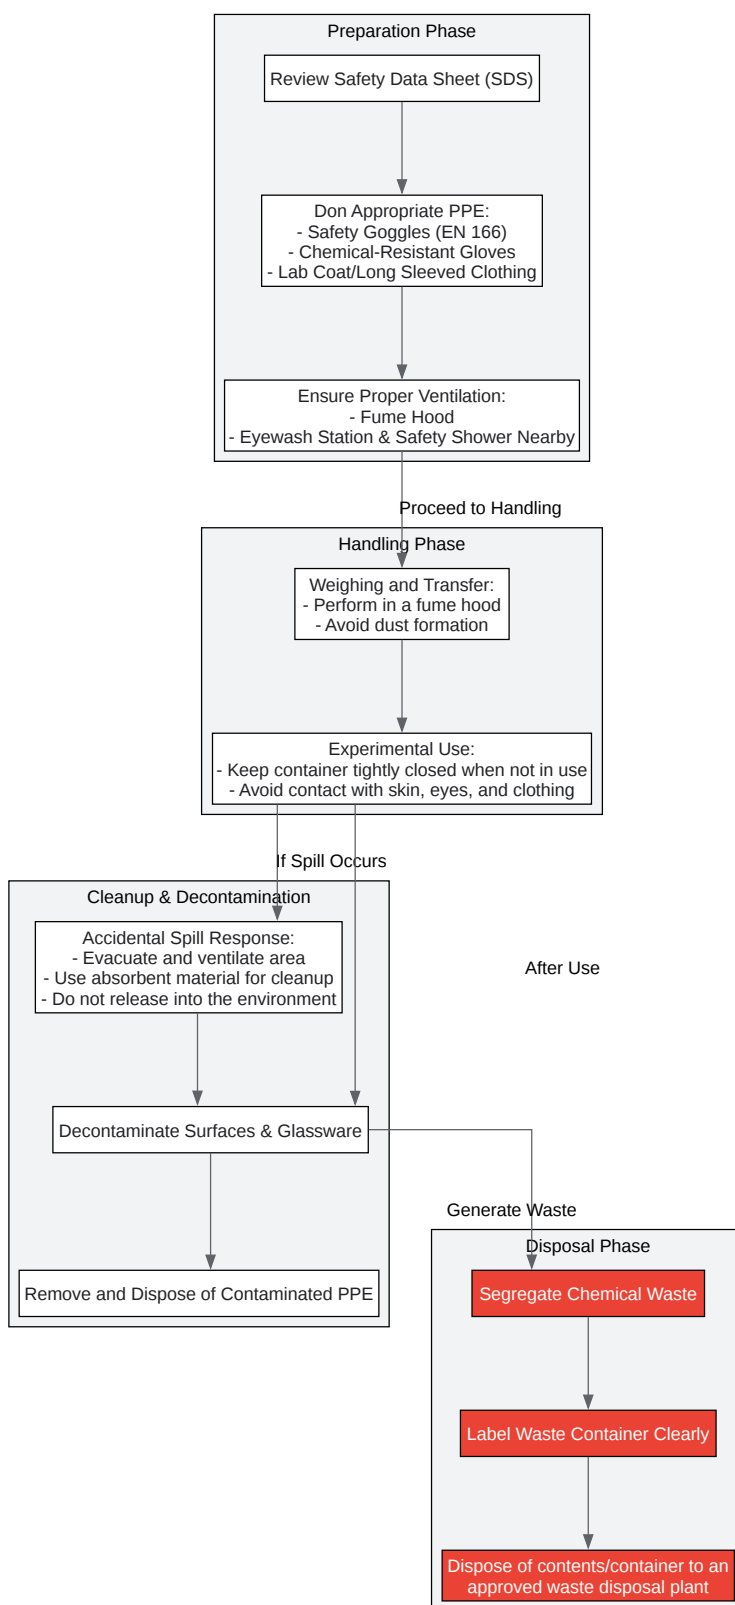 Preparation Phase
Review Safety Data Sheet (SDS)
Don Appropriate PPE:
- Safety Goggles (EN 166)
- Chemical-Resistant Gloves
- Lab Coat/Long Sleeved Clothing
Ensure Proper Ventilation:
- Fume Hood
- Eyewash Station & Safety Shower Nearby
Proceed to Handling
Handling Phase
Weighing and Transfer:
- Perform in a fume hood
- Avoid dust formation
Experimental Use:
- Keep container tightly closed when not in use
- Avoid contact with skin, eyes, and clothing
If Spill Occurs
Cleanup & Decontamination
Accidental Spill Response:
- Evacuate and ventilate area
- Use absorbent material for cleanup
- Do not release into the environment
After Use
Decontaminate Surfaces & Glassware
Generate Waste
Disposal Phase
Remove and Dispose of Contaminated PPE
Segregate Chemical Waste
Label Waste Container Clearly
Dispose of contents/container to an
approved waste disposal plant